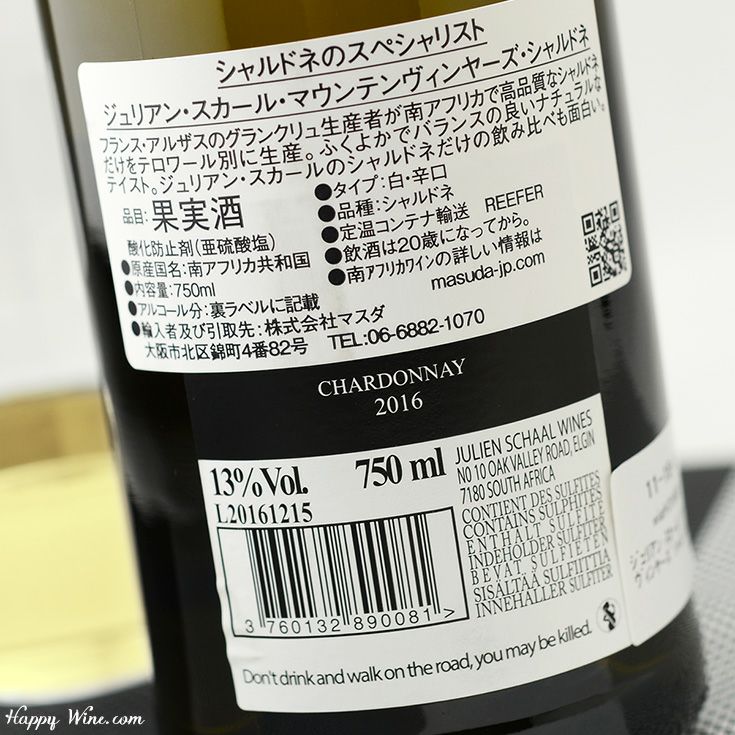 シャルドネのスペシャリスト
ジュリアン・スカール・マウンテンヴィンヤーズ・シャルドネ
フランス・アルザスのグランクリュ生産者が南アフリカで高品質なシャルドネ
だけをテロワール別に生産。ふくよかでバランスの良いナチュラルな
テイスト。ジュリアン・スカールのシャルドネだけの飲み比べも面白い。
品目:果実酒
酸化防止剤(亜硫酸塩)
●原産国名:南アフリカ共和国
●内容量:750ml
●アルコール分:裏ラベルに記載
●輸入者及び引取先:株式会社マスダ
大阪市北区錦町4番82号 TEL:06-6882-1070
●タイプ:白・辛口
●品種:シャルドネ
●定温コンテナ輸送 REEFER
●飲酒は20歳になってから。
●南アフリカワインの詳しい情報は
masuda-jp.com
CHARDONNAY
2016
13%Vol. 750 ml
L20161215
3 760132 890081 >
JULIEN SCHAAL WINES
NO 10 OAK VALLEY ROAD, ELGIN
7180 SOUTH AFRICA
CONTIENT DES SULFITES
CONTAINS SULPHITES
ENTHÄLT SULFITE
INDEHOLDER SULFITER
BEVAT SULFIETEN
SISÄLTÄÄ SULFIITTIA
INNEHÅLLER SULFITER
Don't drink and walk on the road, you may be killed.
11-19
ジュリアン・
ヴィンヤーズ
Happy Wine.com